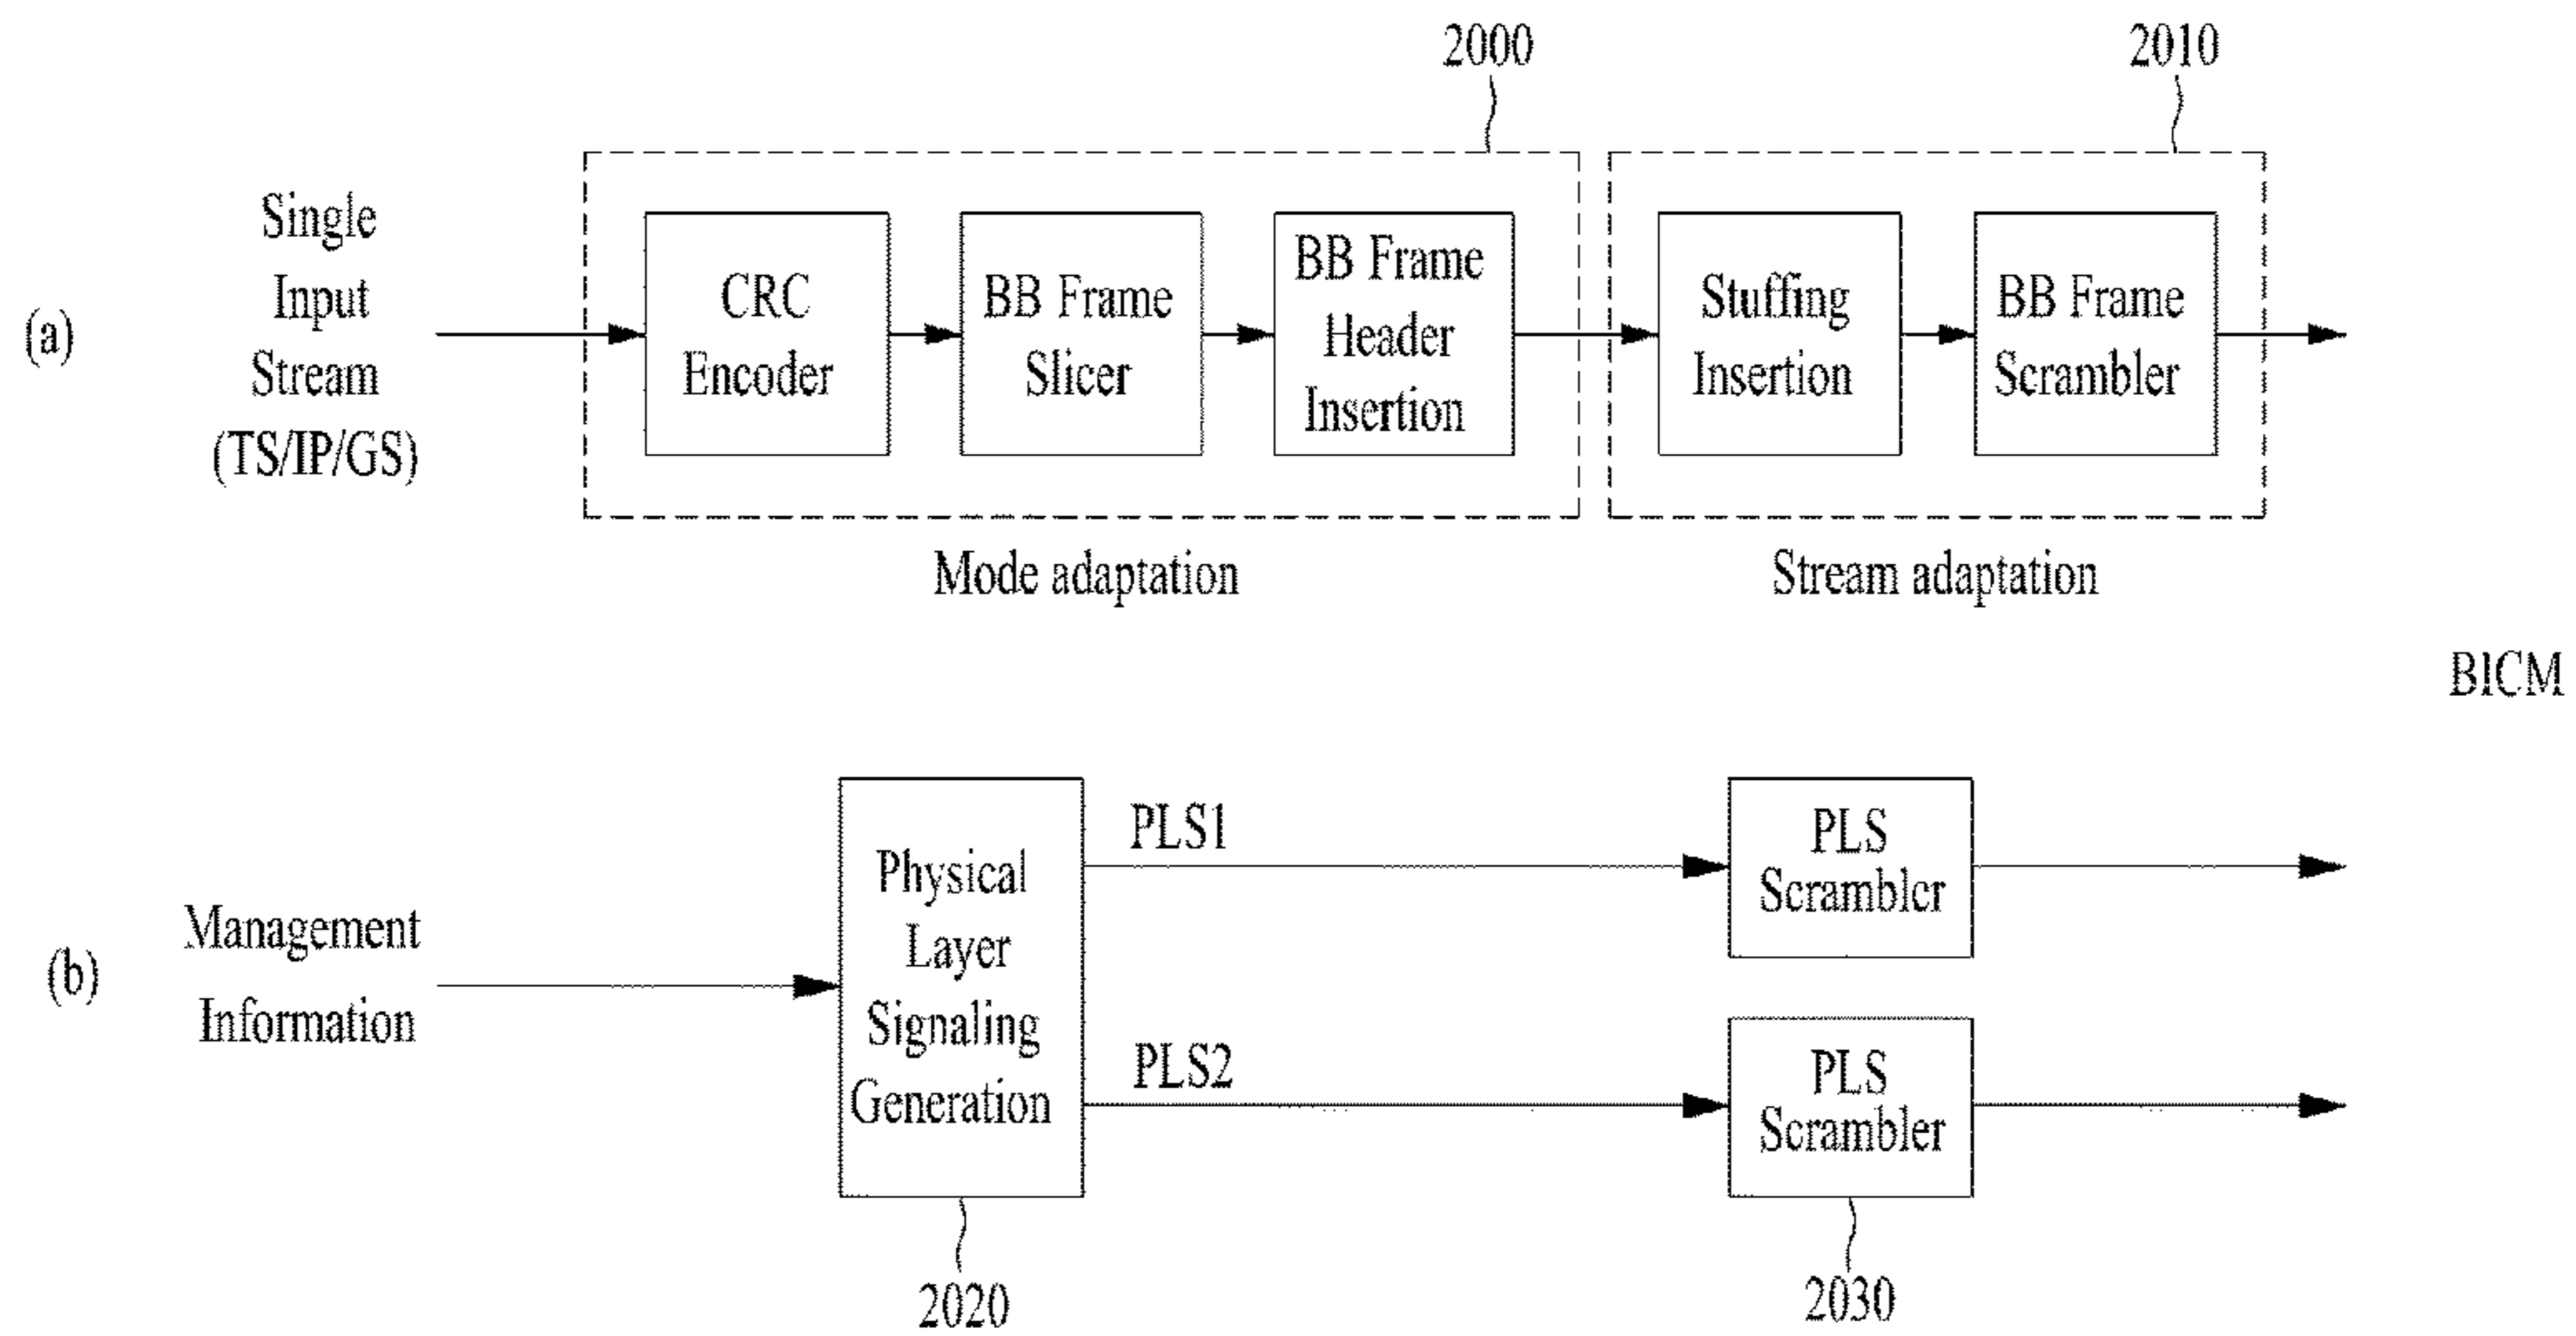 2000
2010
(a)
Single
Input
Stream
(TS/IP/GS)
CRC
Encoder
BB Frame
Slicer
BB Frame
Header
Insertion
Stuffing
Insertion
BB Frame
Scrambler
Mode adaptation
Stream adaptation
BICM
(b)
Management
Information
Physical
Layer
Signaling
Generation
PLS1
PLS2
PLS
Scrambler
PLS
Scrambler
2020
2030